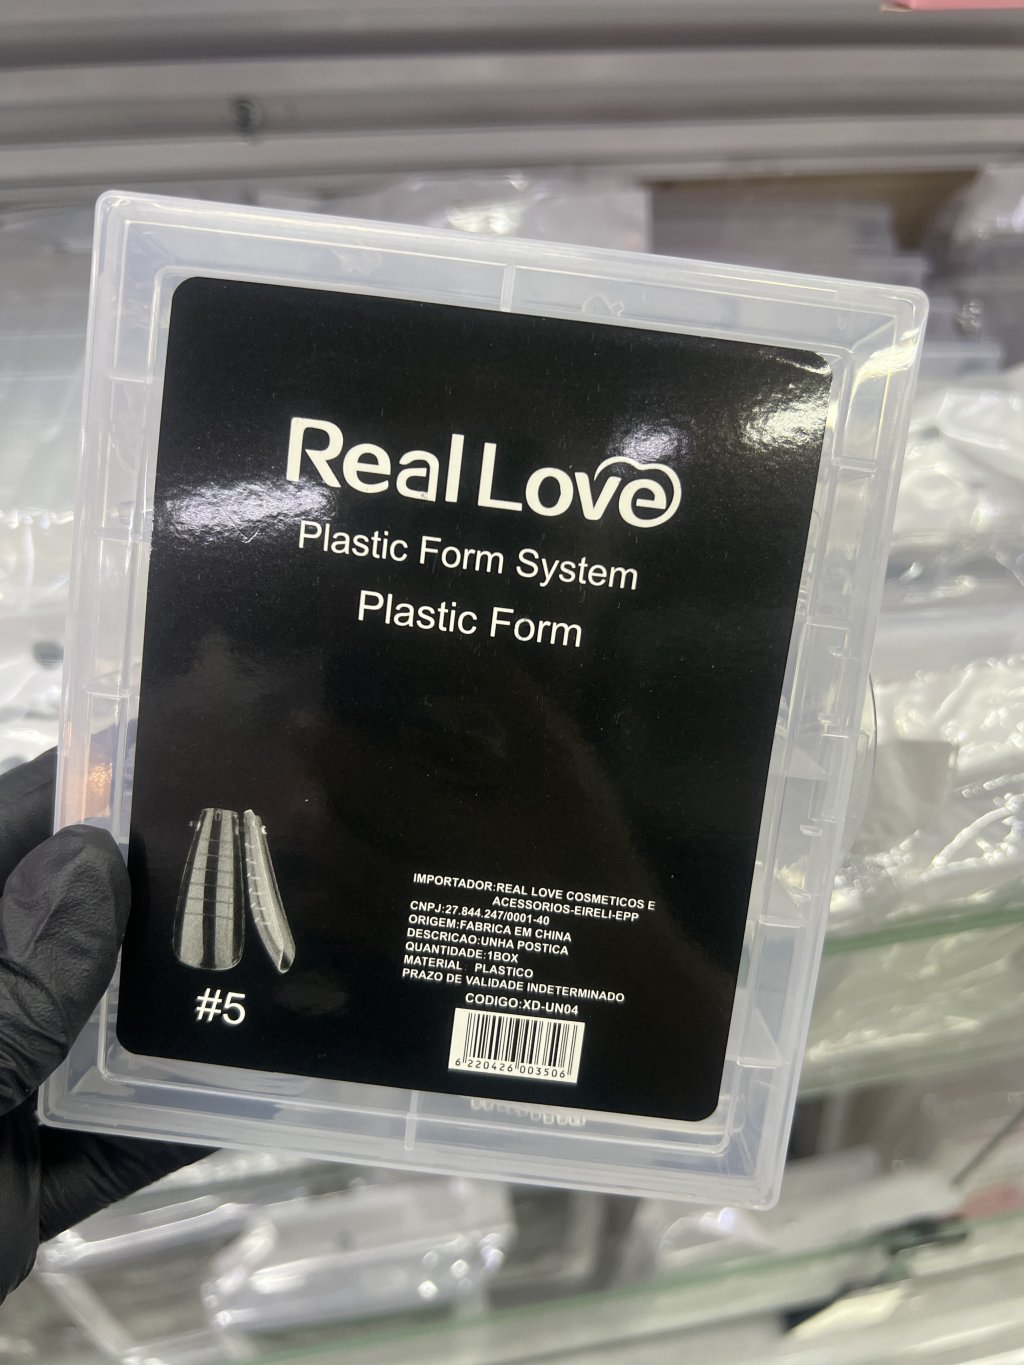 Real Love
Plastic Form System
Plastic Form
IMPORTADOR:REAL LOVE COSMETICOS E
ACESSORIOS-EIRELI-EPP
CNPJ:27.844.247/0001-40
ORIGEM:FABRICA EM CHINA
DESCRICAO:UNHA POSTICA
QUANTIDADE:1BOX
MATERIAL PLASTICO
PRAZO DE VALIDADE INDETERMINADO
CODIGO:XD-UN04
#5
6 220426 003506